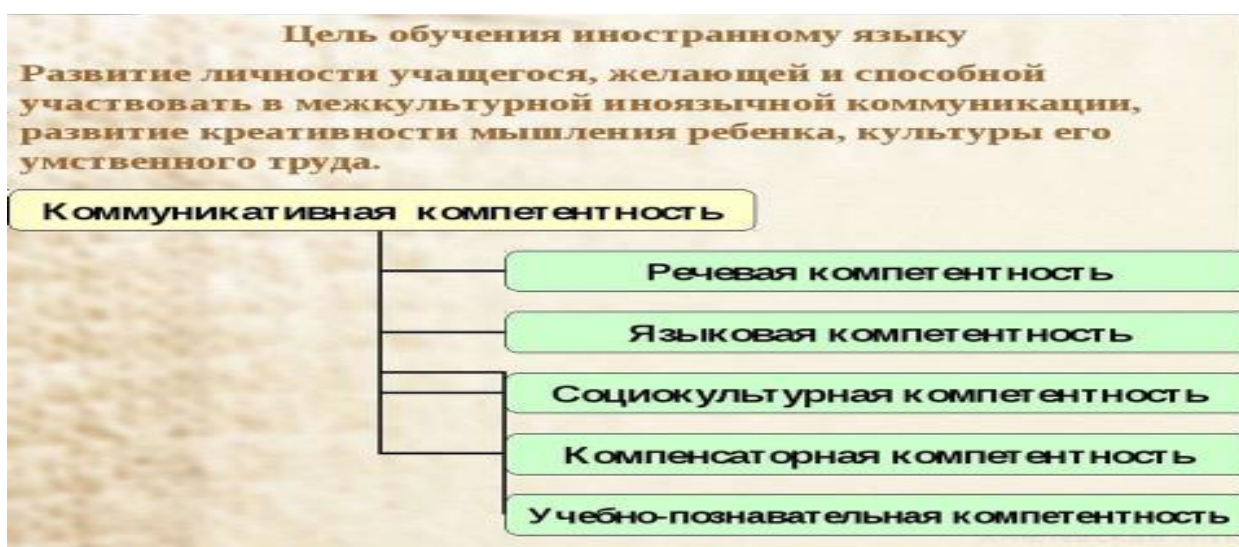 Цель обучения иностранному языку
Развитие личности учащегося, желающей и способной
участвовать в межкультурной иноязычной коммуникации,
развитие креативности мышления ребенка, культуры его
умственного труда.
Коммуникативная компетентность
Речевая компетентность
Языковая компетентность
Социокультурная компетентность
Компенсаторная компетентность
Учебно-познавательная компетентность